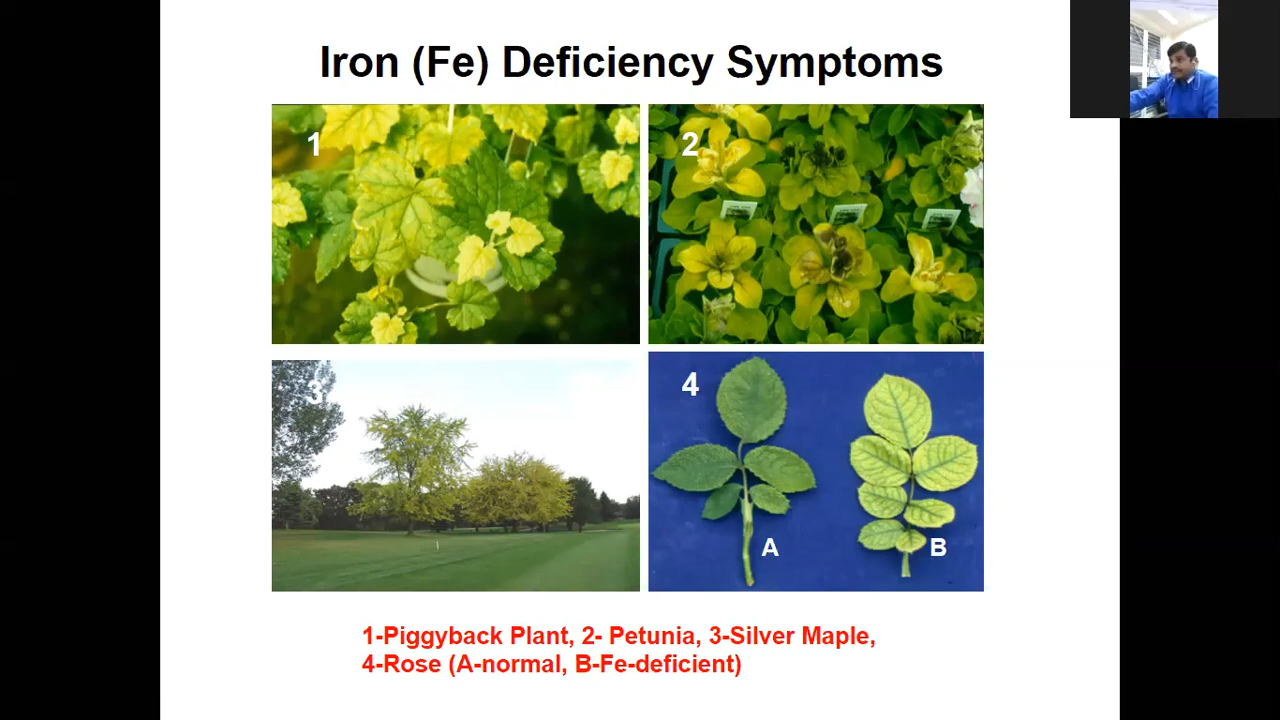 Iron (Fe) Deficiency Symptoms
1
2
3
4
A
B
1-Piggyback Plant, 2- Petunia, 3-Silver Maple,
4-Rose (A-normal, B-Fe-deficient)